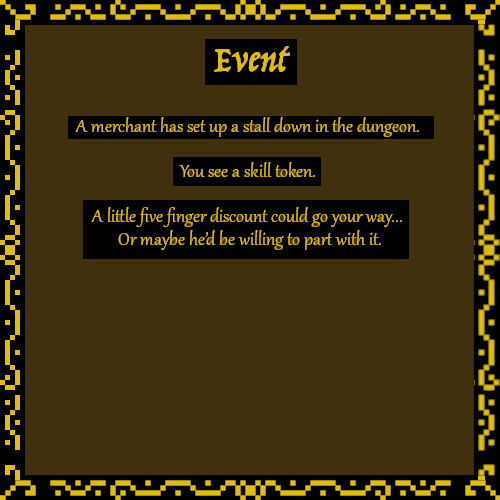 Event
A merchant has set up a stall down in the dungeon.
You see a skill token.
A little five finger discount could go your way...
Or maybe he'd be willing to part with it.